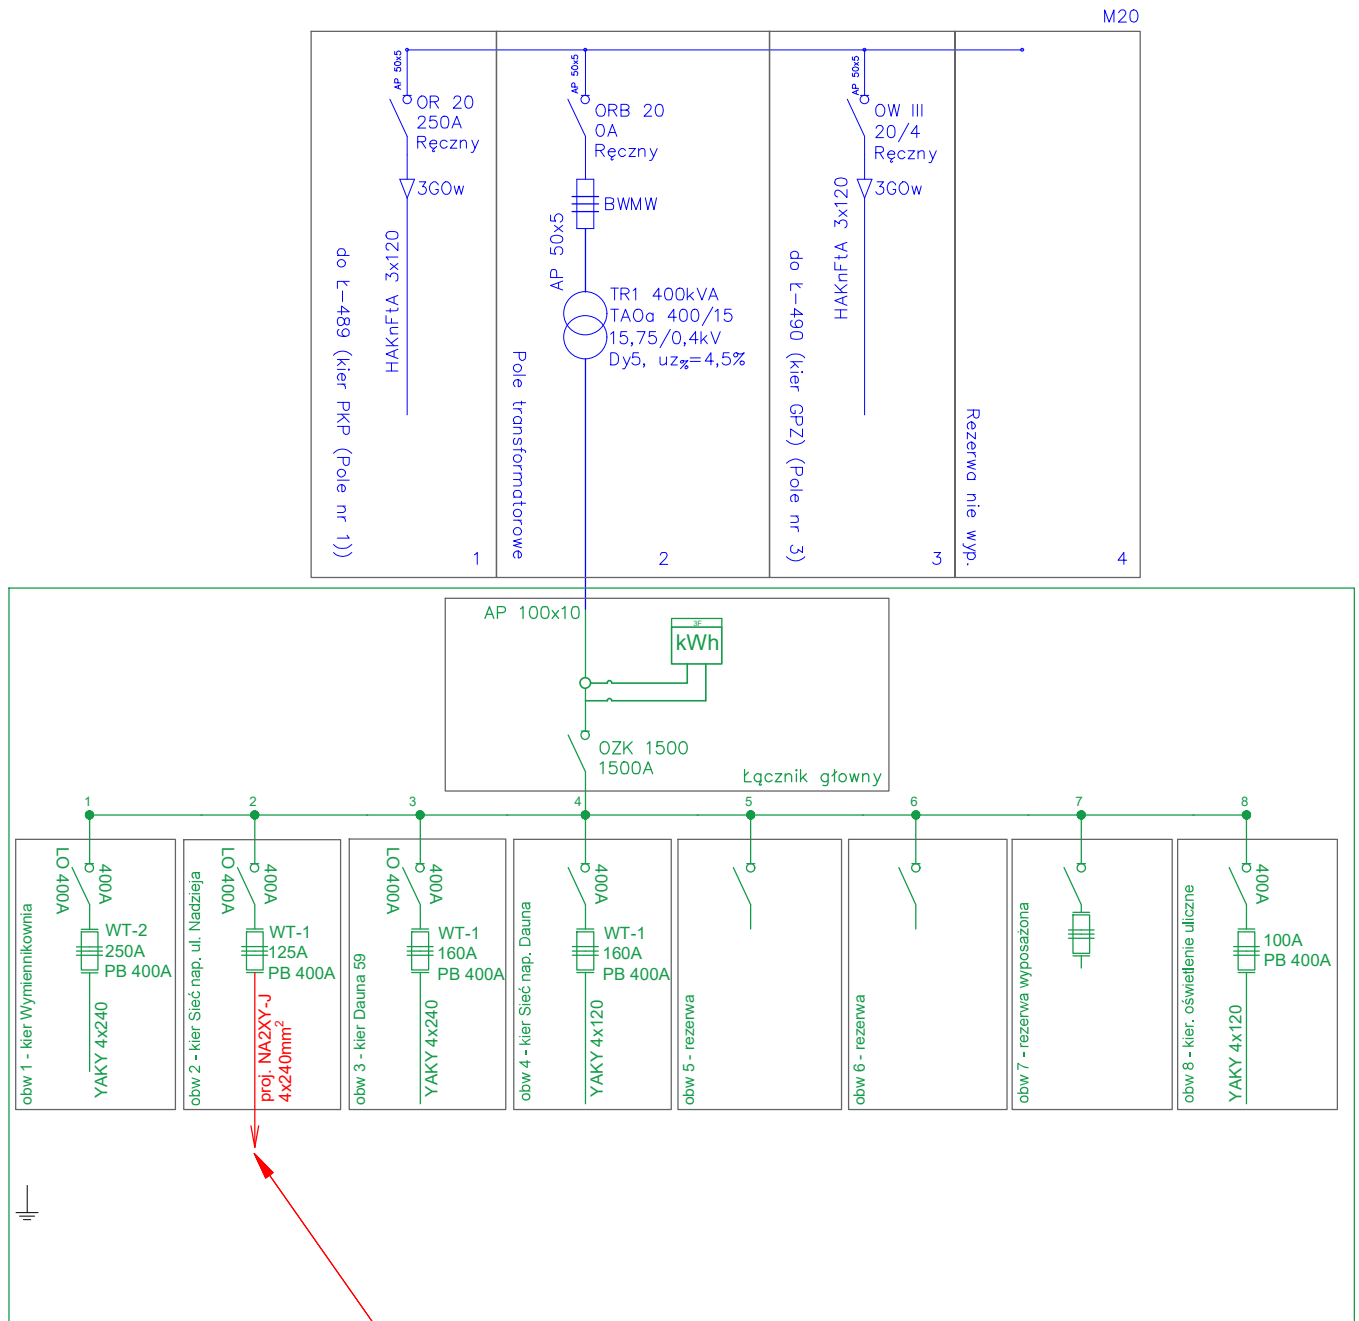 M20
AP 50x5
OR 20
250A
Ręczny
3GOw
HAKnFtA 3x120
do Ł-489 (kier PKP (Pole nr 1))
1
AP 50x5
ORB 20
0A
Ręczny
BWMW
AP 50x5
TR1 400kVA
TAOa 400/15
15,75/0,4kV
Dy5, uz%=4,5%
Pole transformatorowe
2
AP 50x5
OW III
20/4
Ręczny
3GOw
HAKnFtA 3x120
do Ł-490 (kier GPZ) (Pole nr 3)
3
Rezerwa nie wyp.
4
AP 100x10
3F
kWh
OZK 1500
1500A
Łącznik głowny
1
2
3
4
5
6
7
8
LO 400A
400A
WT-2
250A
PB 400A
YAKY 4x240
obw 1 - kier Wymiennikownia
LO 400A
400A
WT-1
125A
PB 400A
proj. NA2XY-J
4x240mm²
obw 2 - kier Sieć nap. ul. Nadzieja
LO 400A
400A
WT-1
160A
PB 400A
YAKY 4x240
obw 3 - kier Dauna 59
400A
WT-1
160A
PB 400A
YAKY 4x120
obw 4 - kier Sieć nap. Dauna
obw 5 - rezerwa
obw 6 - rezerwa
obw 7 - rezerwa wyposażona
400A
100A
PB 400A
YAKY 4x120
obw 8 - kier. oświetlenie uliczne